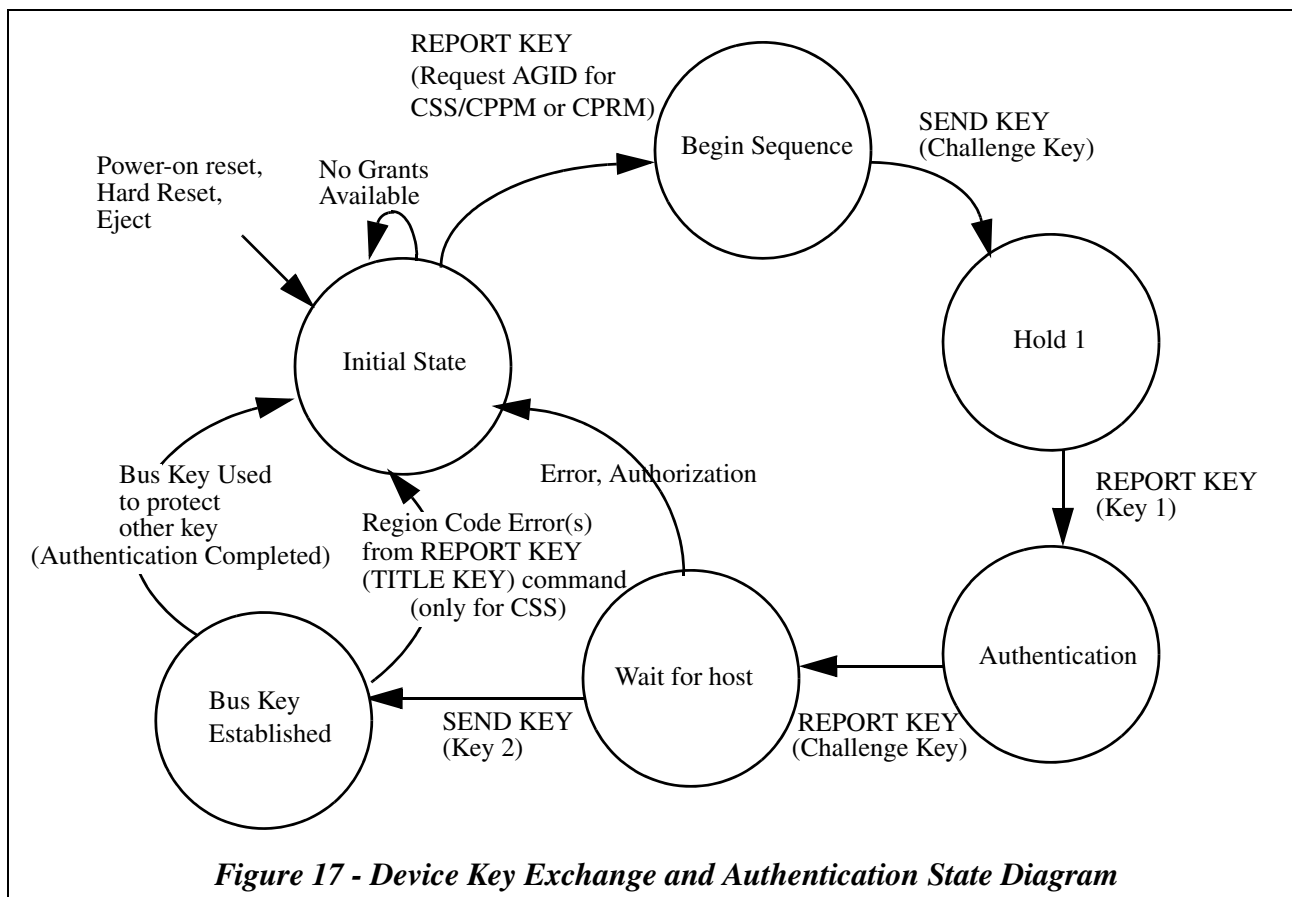 REPORT KEY
(Request AGID for
CSS/CPPM or CPRM)
Begin Sequence
SEND KEY
(Challenge Key)
Power-on reset,
Hard Reset,
Eject
No Grants
Available
Initial State
Hold 1
Bus Key Used
to protect
other key
(Authentication Completed)
Error, Authorization
Region Code Error(s)
from REPORT KEY
(TITLE KEY) command
(only for CSS)
REPORT KEY
(Key 1)
Authentication
Wait for host
Bus Key
Established
SEND KEY
(Key 2)
REPORT KEY
(Challenge Key)
Figure 17 - Device Key Exchange and Authentication State Diagram